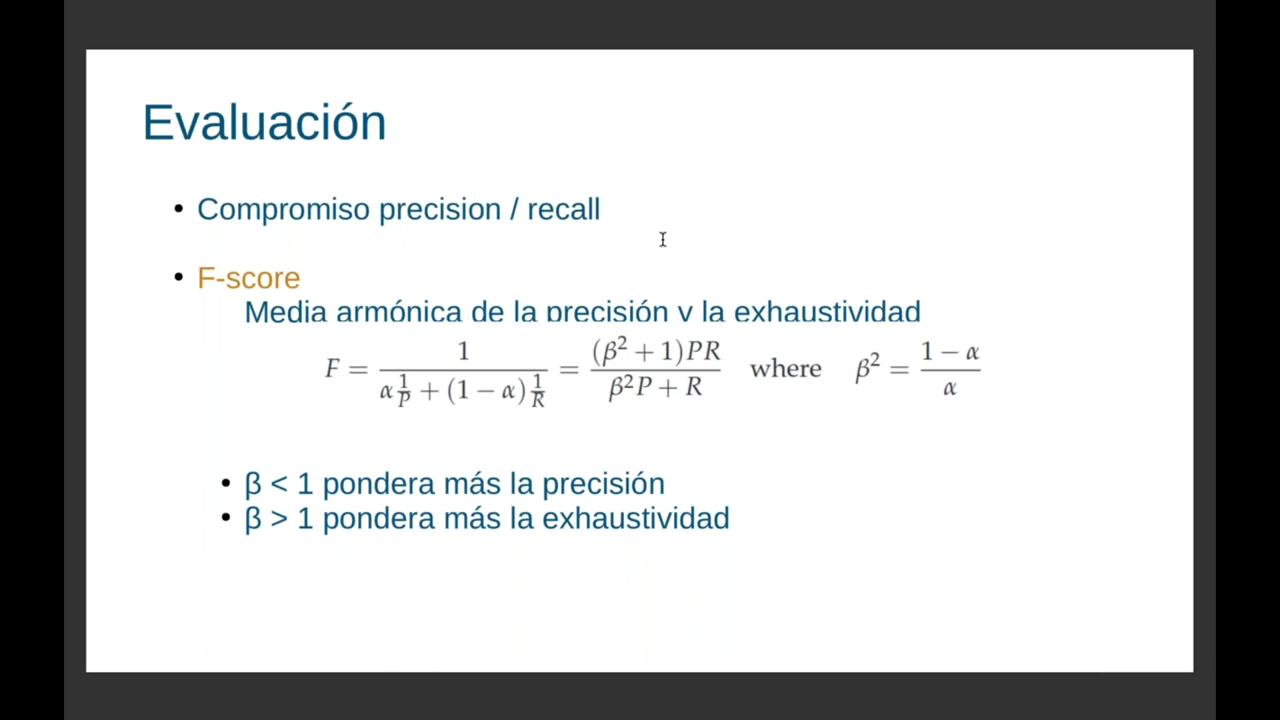 Evaluación
• Compromiso precision / recall
• F-score
Media armónica de la precisión y la exhaustividad
F = 1 / (α 1/P + (1 − α) 1/R) = (β² + 1)PR / (β²P + R) where β² = (1 − α) / α
• β < 1 pondera más la precisión
• β > 1 pondera más la exhaustividad